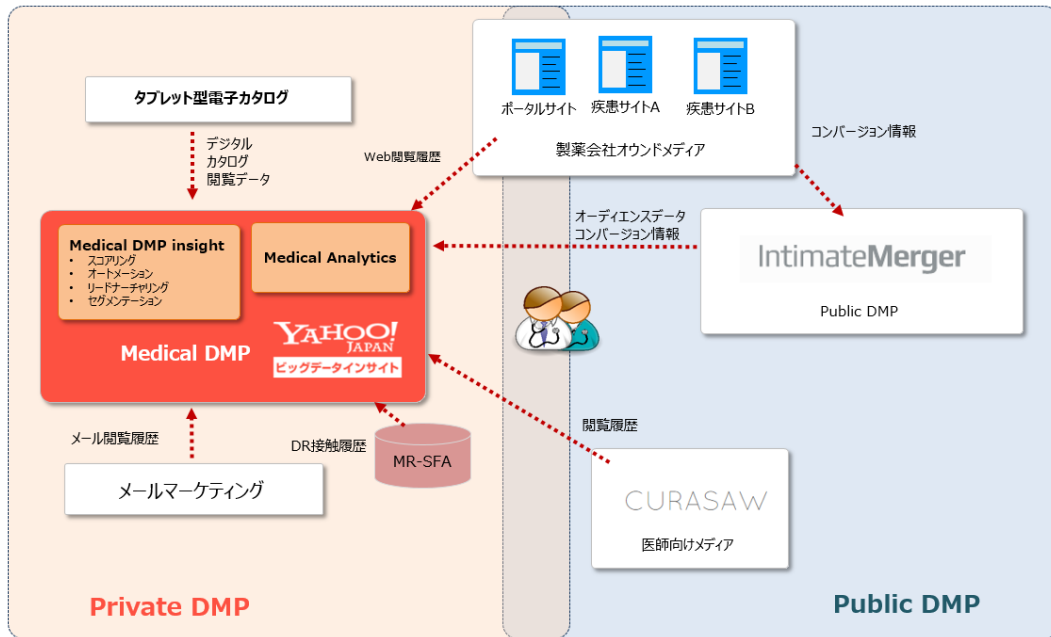 タブレット型電子カタログ
デジタル
カタログ
閲覧データ
ポータルサイト
疾患サイトA
疾患サイトB
製薬会社オウンドメディア
Web閲覧履歴
コンバージョン情報
オーディエンスデータ
コンバージョン情報
Medical DMP insight
• スコアリング
• オートメーション
• リードナーチャリング
• セグメンテーション
Medical Analytics
Medical DMP
YAHOO!
JAPAN
ビッグデータインサイト
IntimateMerger
Public DMP
メール閲覧履歴
DR接触履歴
閲覧履歴
メールマーケティング
MR-SFA
CURASAW
医師向けメディア
Private DMP
Public DMP